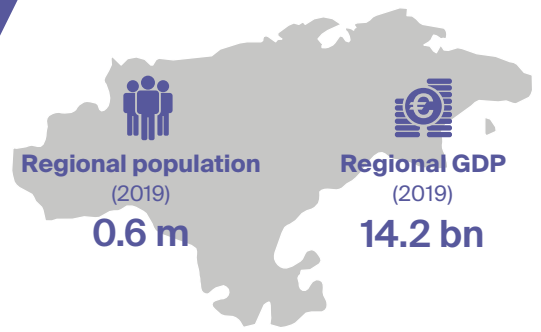 €
Regional population
(2019)
0.6 m
Regional GDP
(2019)
14.2 bn